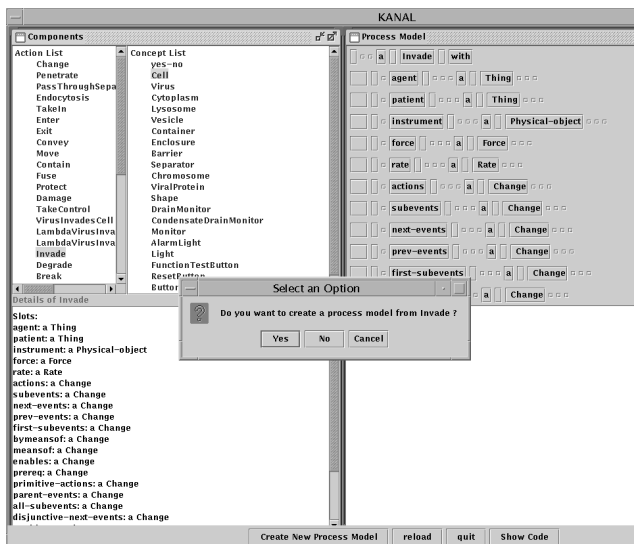 KANAL
Components
Action List
Change
Penetrate
PassThroughSepa
Endocytosis
TakeIn
Enter
Exit
Convey
Move
Contain
Fuse
Protect
Damage
TakeControl
VirusInvadesCell
LambdaVirusInva
LambdaVirusInva
Invade
Degrade
Break
Concept List
yes-no
Cell
Virus
Cytoplasm
Lysosome
Vesicle
Container
Enclosure
Barrier
Separator
Chromosome
ViralProtein
Shape
DrainMonitor
CondensateDrainMonitor
Monitor
AlarmLight
Light
FunctionTestButton
ResetButton
Button
Process Model
a Invade with
agent a Thing
patient a Thing
instrument a Physical-object
force a Force
rate a Rate
actions a Change
subevents a Change
next-events a Change
prev-events a Change
first-subevents a Change
a Change
Select an Option
Do you want to create a process model from Invade ?
Yes No Cancel
Details of Invade
Slots:
agent: a Thing
patient: a Thing
instrument: a Physical-object
force: a Force
rate: a Rate
actions: a Change
subevents: a Change
next-events: a Change
prev-events: a Change
first-subevents: a Change
bymeansof: a Change
meansof: a Change
enables: a Change
prereq: a Change
primitive-actions: a Change
parent-events: a Change
all-subevents: a Change
disjunctive-next-events: a Change
Create New Process Model reload quit Show Code